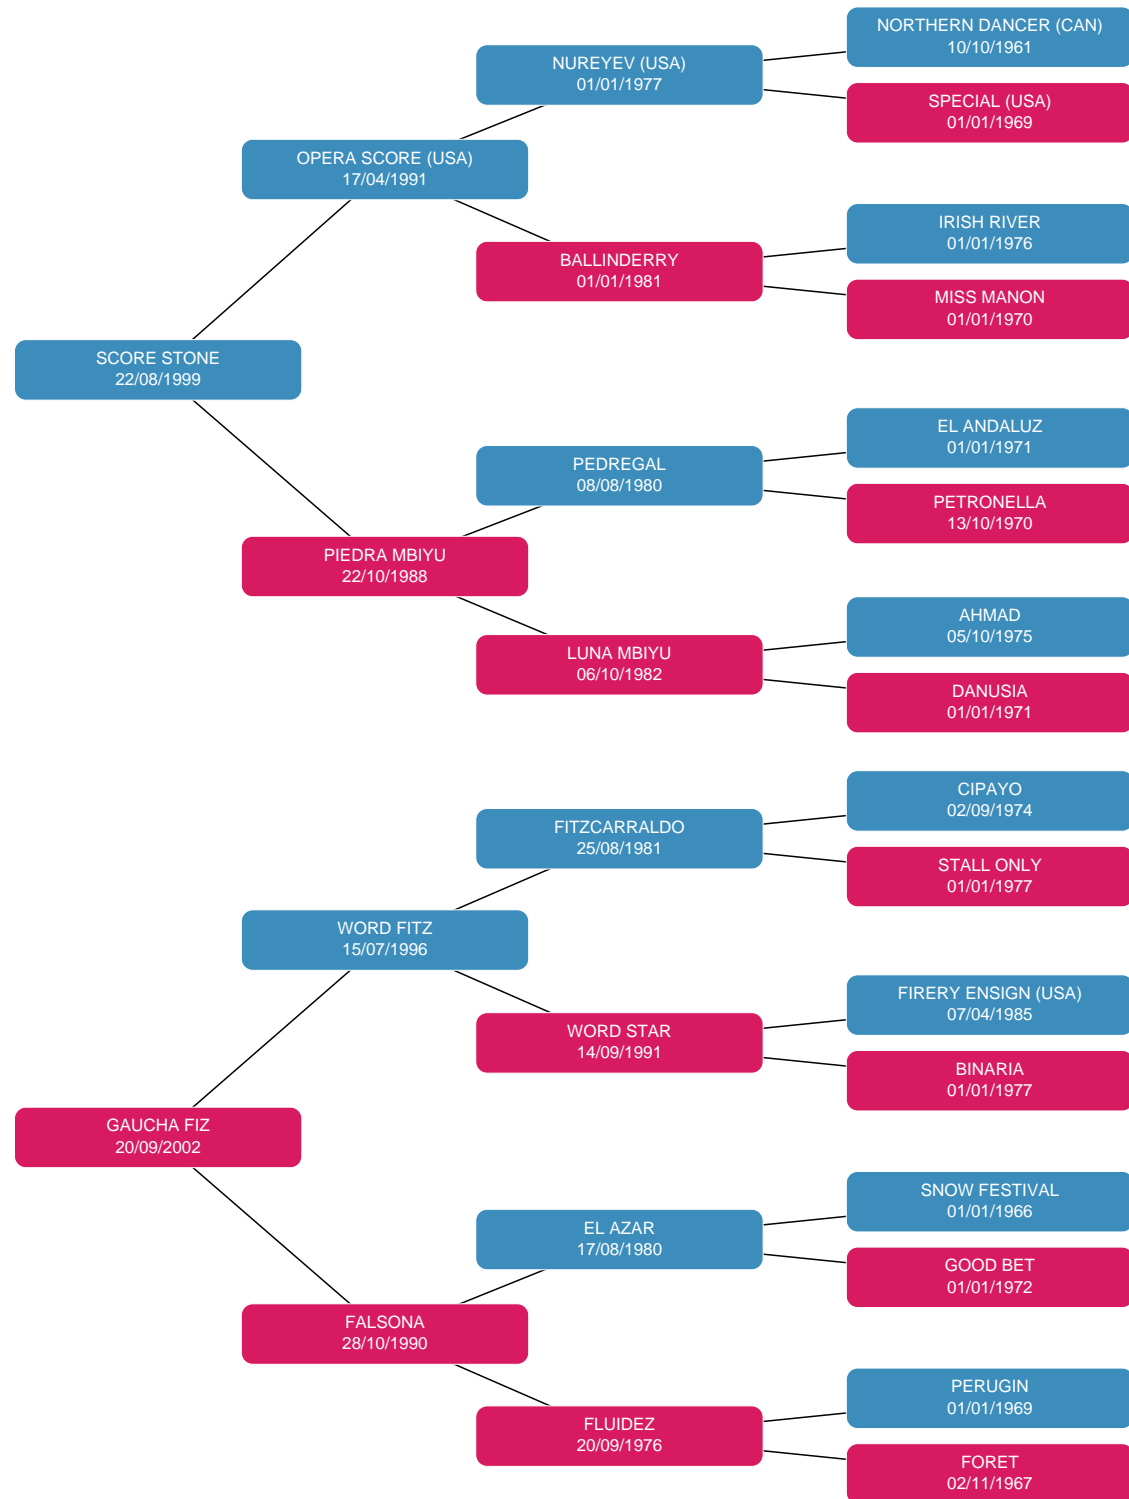 NORTHERN DANCER (CAN)
10/10/1961
NUREYEV (USA)
01/01/1977
SPECIAL (USA)
01/01/1969
OPERA SCORE (USA)
17/04/1991
IRISH RIVER
01/01/1976
BALLINDERRY
01/01/1981
MISS MANON
01/01/1970
SCORE STONE
22/08/1999
EL ANDALUZ
01/01/1971
PEDREGAL
08/08/1980
PETRONELLA
13/10/1970
PIEDRA MBIYU
22/10/1988
AHMAD
05/10/1975
LUNA MBIYU
06/10/1982
DANUSIA
01/01/1971
CIPAYO
02/09/1974
FITZCARRALDO
25/08/1981
STALL ONLY
01/01/1977
WORD FITZ
15/07/1996
FIRERY ENSIGN (USA)
07/04/1985
WORD STAR
14/09/1991
BINARIA
01/01/1977
GAUCHA FIZ
20/09/2002
SNOW FESTIVAL
01/01/1966
EL AZAR
17/08/1980
GOOD BET
01/01/1972
FALSONA
28/10/1990
PERUGIN
01/01/1969
FLUIDEZ
20/09/1976
FORET
02/11/1967